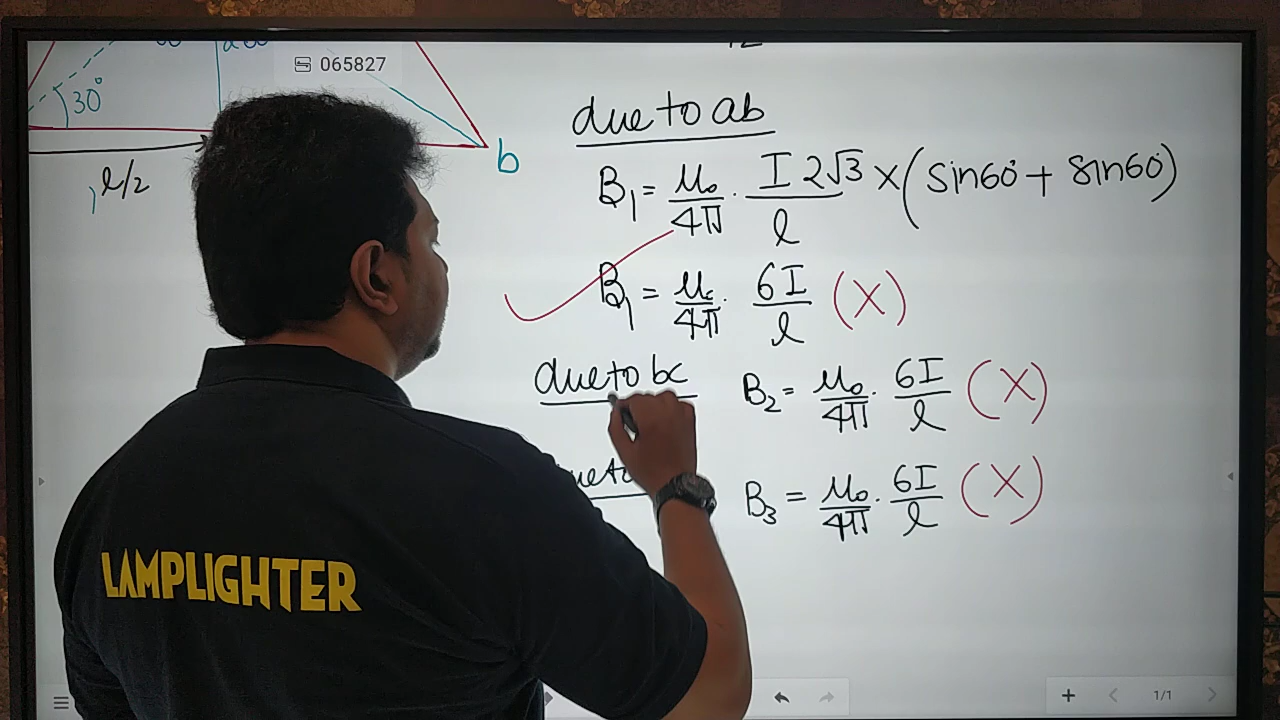 065827
30°
l/2
b
due to ab
B₁ = μ₀/4π · I 2√3/l × (sin60° + sin60°)
B₁ = μ₀/4π · 6I/l (X)
due to bc B₂ = μ₀/4π · 6I/l (X)
B₃ = μ₀/4π · 6I/l (X)
LAMPLIGHTER
1/1